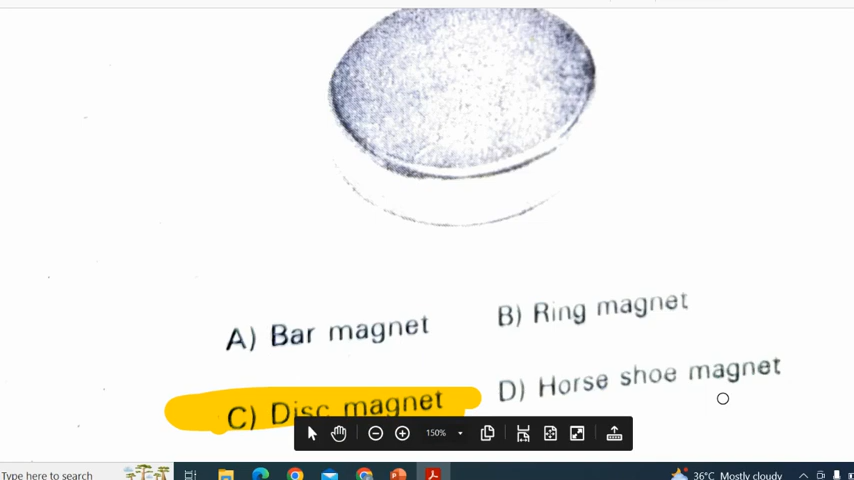 A) Bar magnet
B) Ring magnet
C) Disc magnet
D) Horse shoe magnet
150%
Type here to search
36°C Mostly cloudy